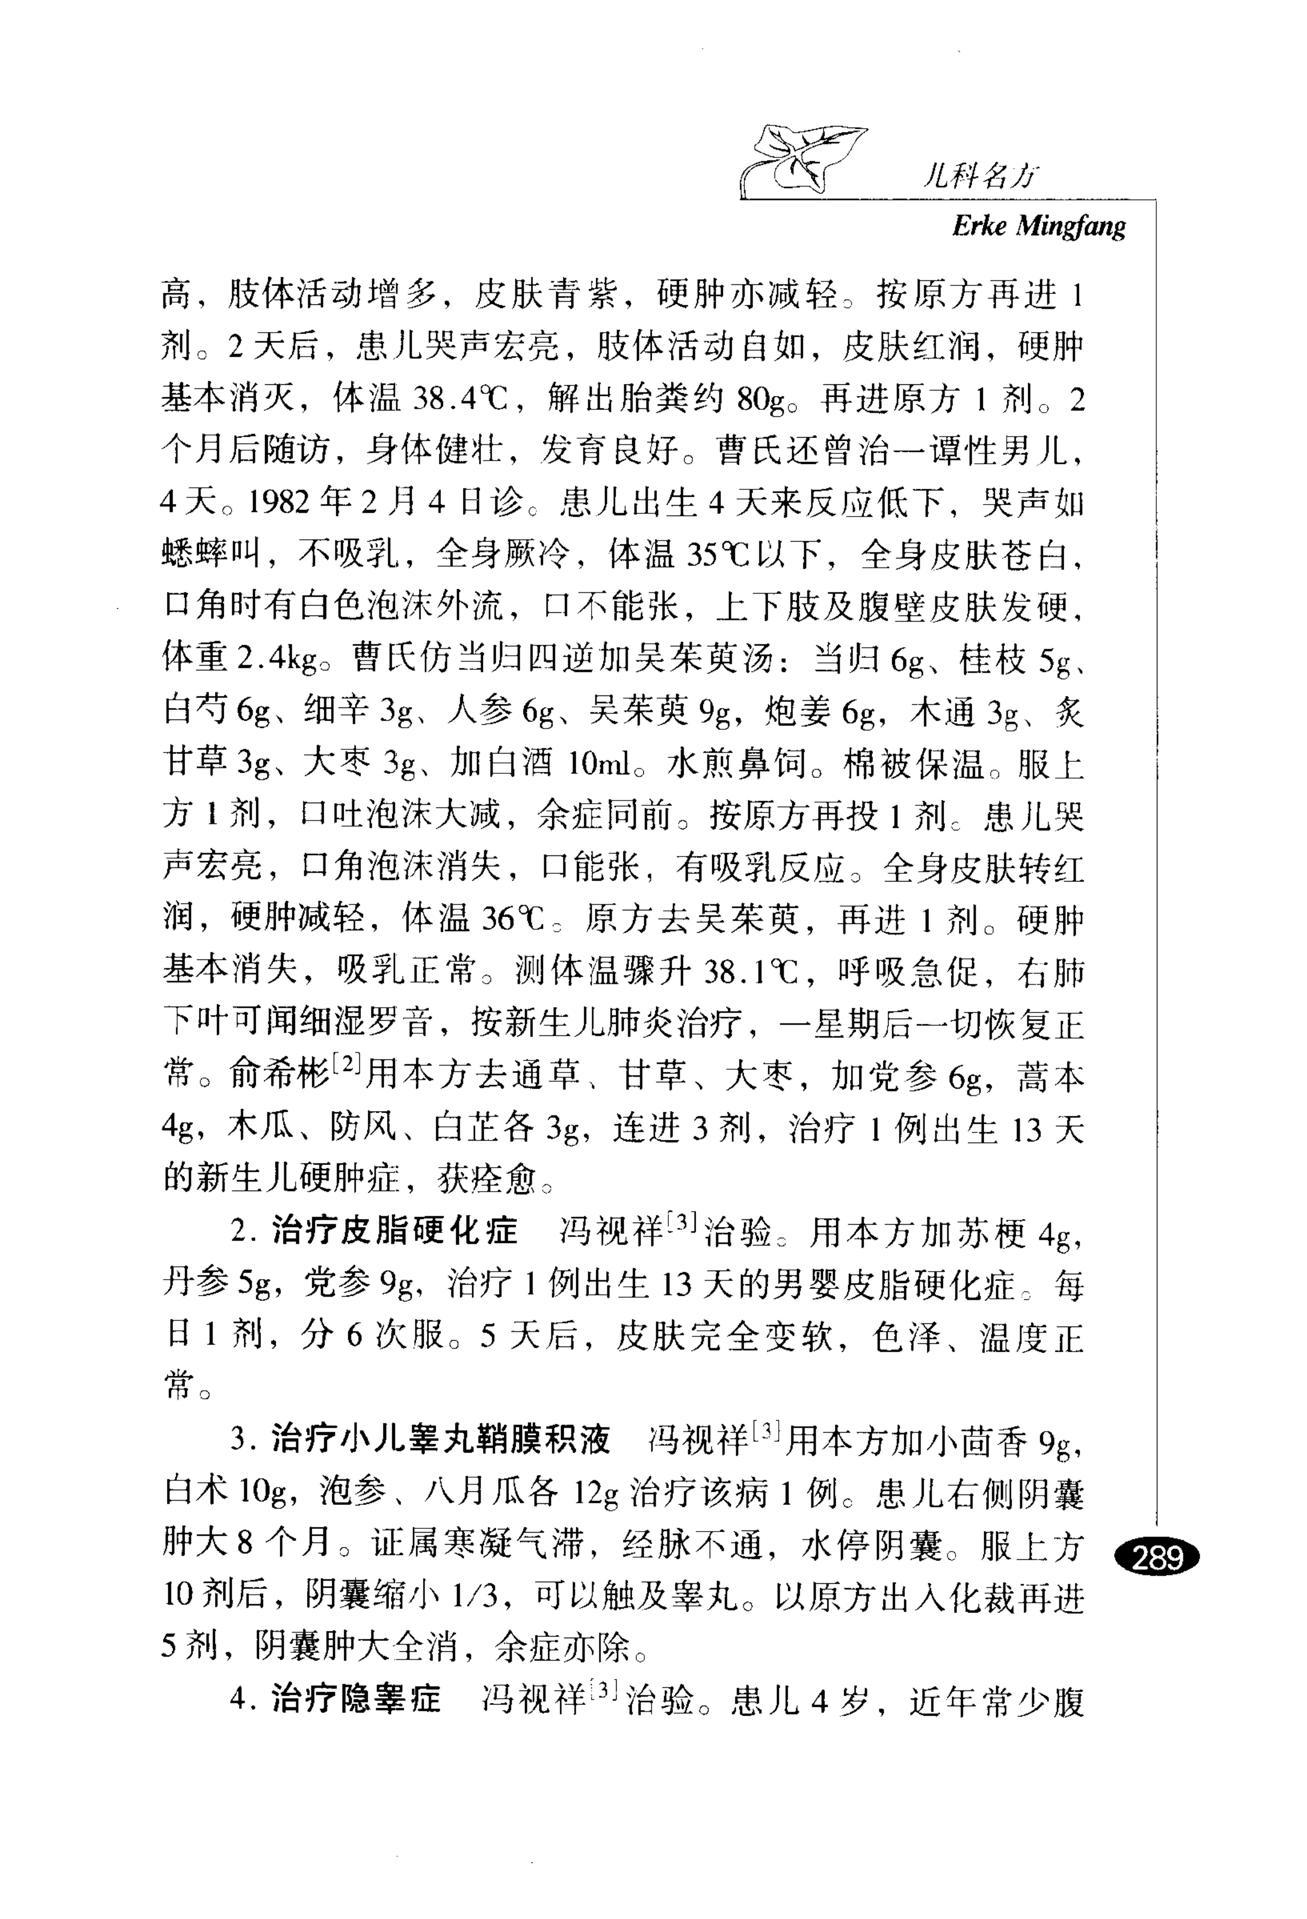 儿科名方
Erke Mingfang
高，肢体活动增多，皮肤青紫，硬肿亦减轻。按原方再进 1
剂。2 天后，患儿哭声宏亮，肢体活动自如，皮肤红润，硬肿
基本消灭，体温 38.4℃，解出胎粪约 80g。再进原方 1 剂。2
个月后随访，身体健壮，发育良好。曹氏还曾治一谭性男儿，
4 天。1982 年 2 月 4 日诊。患儿出生 4 天来反应低下，哭声如
蟋蟀叫，不吸乳，全身厥冷，体温 35℃以下，全身皮肤苍白，
口角时有白色泡沫外流，口不能张，上下肢及腹壁皮肤发硬，
体重 2.4kg。曹氏仿当归四逆加吴茱萸汤：当归 6g、桂枝 5g、
白芍 6g、细辛 3g、人参 6g、吴茱萸 9g，炮姜 6g，木通 3g、炙
甘草 3g、大枣 3g、加白酒 10ml。水煎鼻饲。棉被保温。服上
方 1 剂，口吐泡沫大减，余症同前。按原方再投 1 剂。患儿哭
声宏亮，口角泡沫消失，口能张，有吸乳反应。全身皮肤转红
润，硬肿减轻，体温 36℃。原方去吴茱萸，再进 1 剂。硬肿
基本消失，吸乳正常。测体温骤升 38.1℃，呼吸急促，右肺
下叶可闻细湿罗音，按新生儿肺炎治疗，一星期后一切恢复正
常。俞希彬[2]用本方去通草、甘草、大枣，加党参 6g，蒿本
4g，木瓜、防风、白芷各 3g，连进 3 剂，治疗 1 例出生 13 天
的新生儿硬肿症，获痊愈。
2. 治疗皮脂硬化症 冯视祥[3]治验。用本方加苏梗 4g，
丹参 5g，党参 9g，治疗 1 例出生 13 天的男婴皮脂硬化症。每
日 1 剂，分 6 次服。5 天后，皮肤完全变软，色泽、温度正
常。
3. 治疗小儿睾丸鞘膜积液 冯视祥[3]用本方加小茴香 9g，
白术 10g，泡参、八月瓜各 12g 治疗该病 1 例。患儿右侧阴囊
肿大 8 个月。证属寒凝气滞，经脉不通，水停阴囊。服上方
10 剂后，阴囊缩小 1/3，可以触及睾丸。以原方出入化裁再进
5 剂，阴囊肿大全消，余症亦除。
4. 治疗隐睾症 冯视祥[3]治验。患儿 4 岁，近年常少腹
289